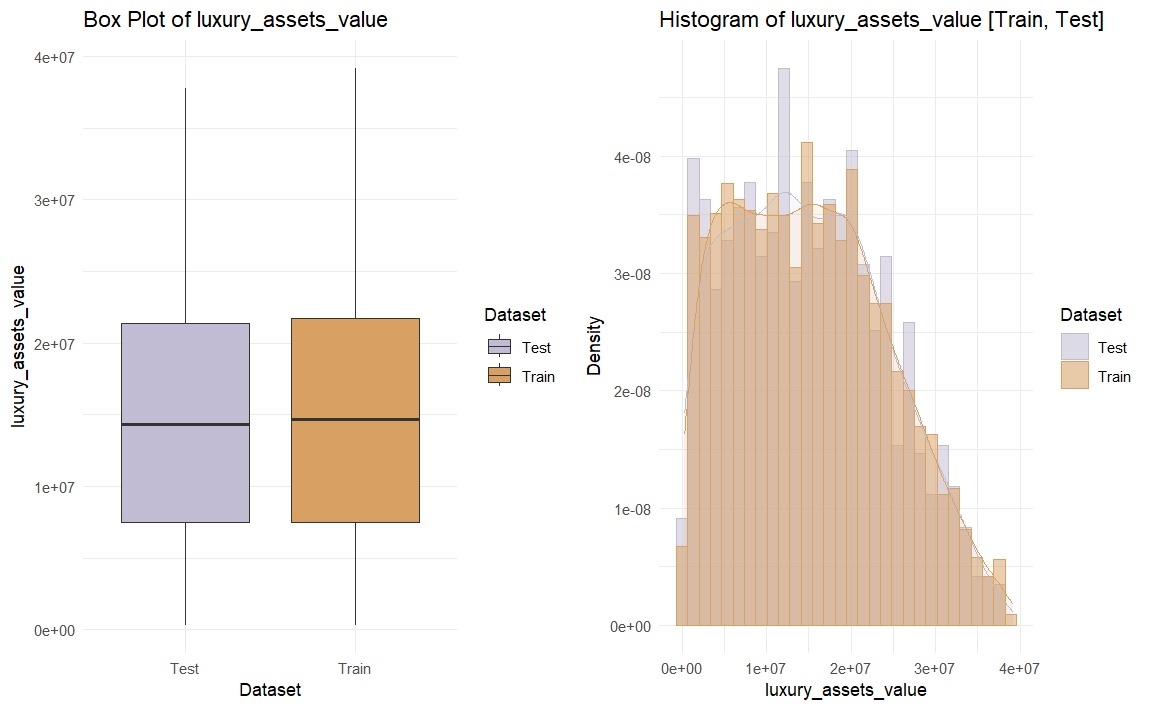 Box Plot of luxury_assets_value
4e+07
3e+07
2e+07
1e+07
0e+00
luxury_assets_value
Test
Train
Dataset
Dataset
Test
Train
Histogram of luxury_assets_value [Train, Test]
4e-08
3e-08
2e-08
1e-08
0e+00
Density
0e+00
1e+07
2e+07
3e+07
4e+07
luxury_assets_value
Dataset
Test
Train